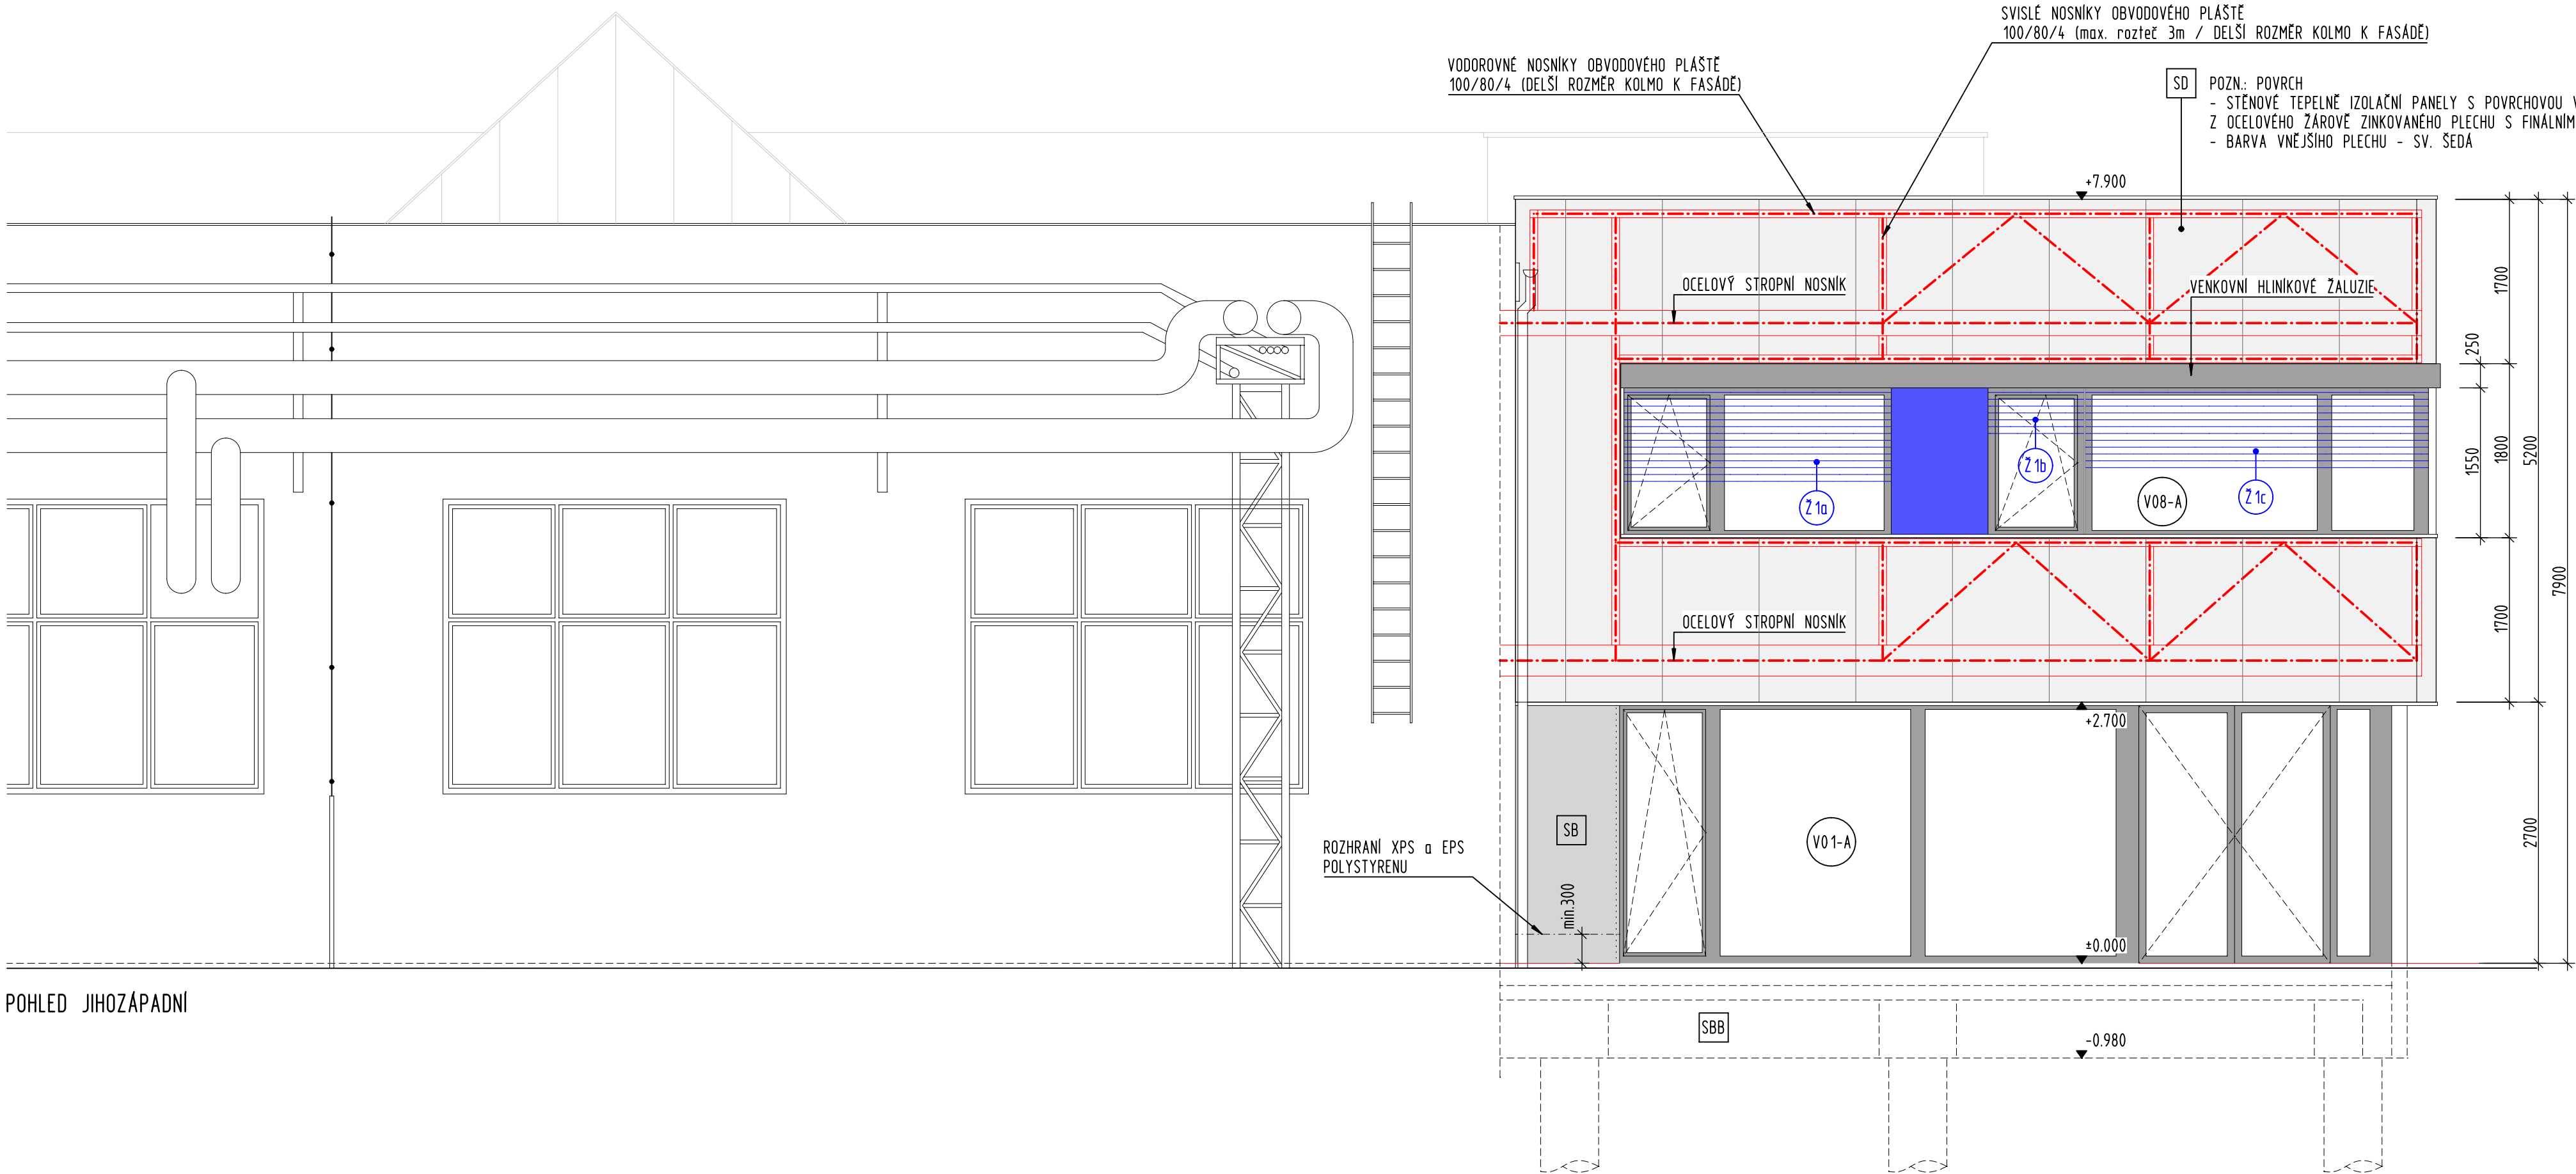 SVISLÉ NOSNÍKY OBVODOVÉHO PLÁŠTĚ
100/80/4 (max. rozteč 3m / DELŠÍ ROZMĚR KOLMO K FASÁDĚ)
VODOROVNÉ NOSNÍKY OBVODOVÉHO PLÁŠTĚ
100/80/4 (DELŠÍ ROZMĚR KOLMO K FASÁDĚ)
SD
POZN.: POVRCH
- STĚNOVÉ TEPELNĚ IZOLAČNÍ PANELY S POVRCHOVOU
Z OCELOVÉHO ŽÁROVĚ ZINKOVANÉHO PLECHU S FINÁLNÍM
- BARVA VNĚJŠÍHO PLECHU - SV. ŠEDÁ
+7.900
OCELOVÝ STROPNÍ NOSNÍK
VENKOVNÍ HLINÍKOVÉ ŽALUZIE
1700
250
1550
1800
5200
7900
Ž1a
Ž1b
V08-A
Ž1c
OCELOVÝ STROPNÍ NOSNÍK
1700
+2.700
SB
V01-A
2700
ROZHRANÍ XPS a EPS
POLYSTYRENU
min.300
±0.000
POHLED JIHOZÁPADNÍ
SBB
-0.980